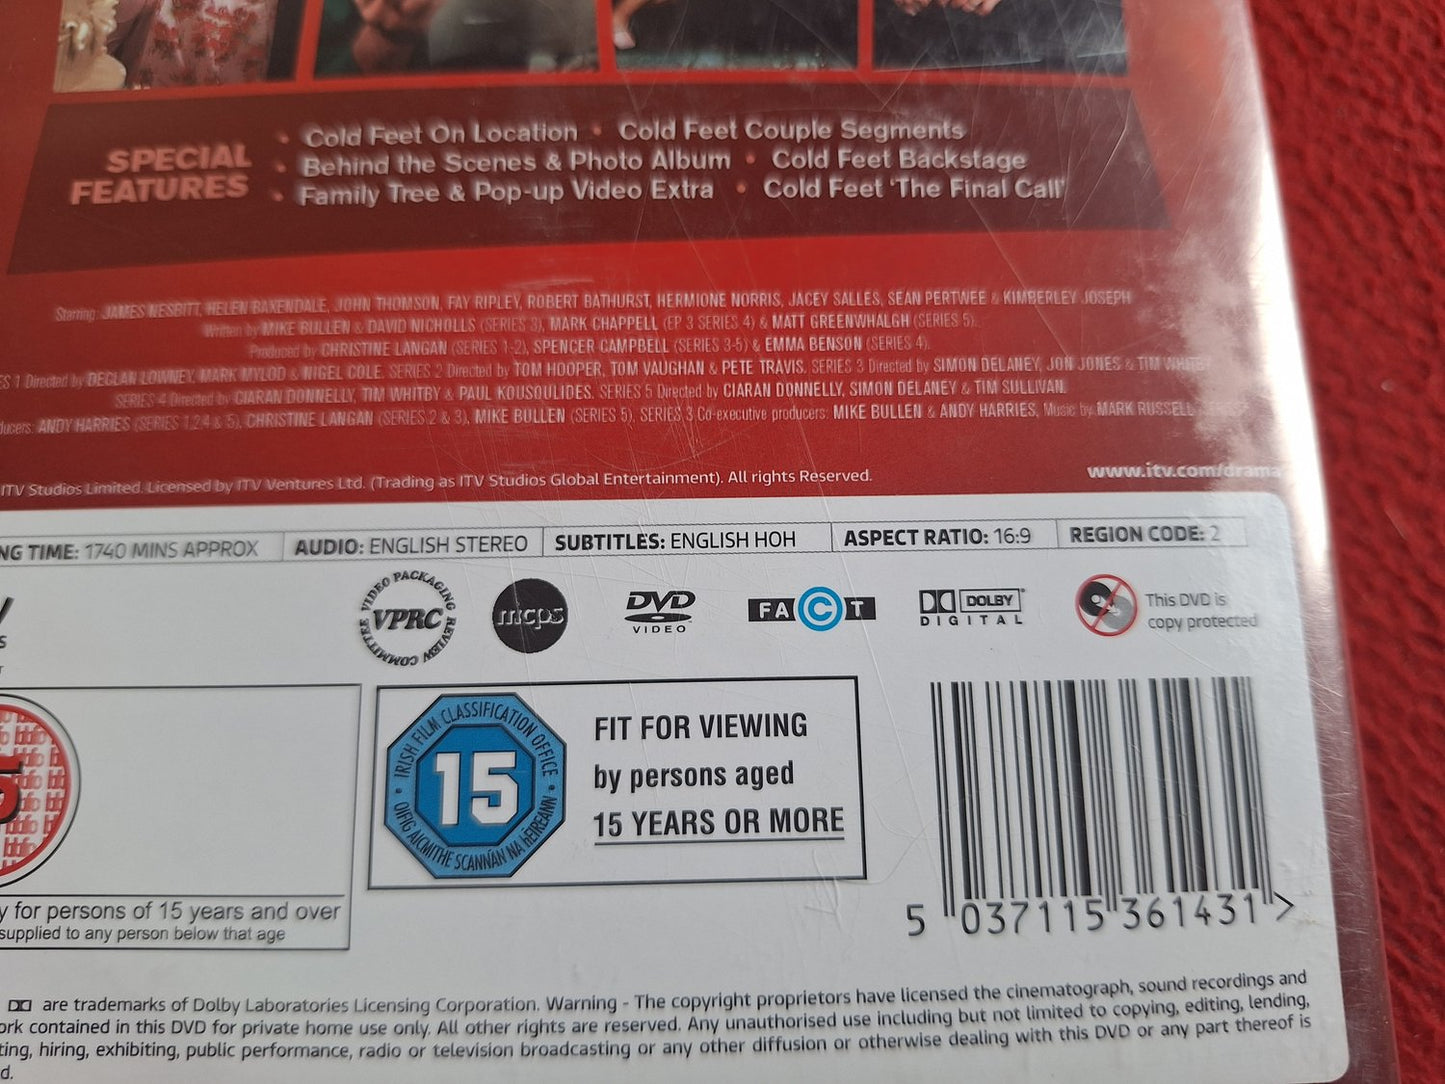 SPECIAL FEATURES
• Cold Feet On Location • Cold Feet Couple Segments
• Behind the Scenes & Photo Album • Cold Feet Backstage
• Family Tree & Pop-up Video Extra • Cold Feet 'The Final Call'
Starring: JAMES NESBITT, HELEN BAXENDALE, JOHN THOMSON, FAY RIPLEY, ROBERT BATHURST, HERMIONE NORRIS, JACEY SALLES, SEAN PERTWEE & KIMBERLEY JOSEPH
Written by MIKE BULLEN & DAVID NICHOLLS (SERIES 3), MARK CHAPPELL (EP 3 SERIES 4) & MATT GREENWHALGH (SERIES 5).
Produced by CHRISTINE LANGAN (SERIES 1-2), SPENCER CAMPBELL (SERIES 3-5) & EMMA BENSON (SERIES 4).
ES 1 Directed by DECLAN LOWNEY, MARK MYLOD & NIGEL COLE. SERIES 2 Directed by TOM HOOPER, TOM VAUGHAN & PETE TRAVIS. SERIES 3 Directed by SIMON DELANEY, JON JONES & TIM WHITBY
SERIES 4 Directed by CIARAN DONNELLY, TIM WHITBY & PAUL KOUSOULIDES. SERIES 5 Directed by CIARAN DONNELLY, SIMON DELANEY & TIM SULLIVAN.
ducers: ANDY HARRIES (SERIES 1,2,4 & 5), CHRISTINE LANGAN (SERIES 2 & 3), MIKE BULLEN (SERIES 5), SERIES 3 Co-executive producers: MIKE BULLEN & ANDY HARRIES, Music by MARK RUSSELL
ITV Studios Limited. Licensed by ITV Ventures Ltd. (Trading as ITV Studios Global Entertainment). All rights Reserved.
www.itv.com/drama
NG TIME: 1740 MINS APPROX AUDIO: ENGLISH STEREO SUBTITLES: ENGLISH HOH ASPECT RATIO: 16:9 REGION CODE: 2
VIDEO PACKAGING REVIEW COMMITTEE
VPRC
mcps
DVD
VIDEO
FACT
DOLBY
DIGITAL
This DVD is
copy protected
IRISH FILM CLASSIFICATION OFFICE
15
OIFIG AICMITHE SCANNÁN NA hÉIREANN
FIT FOR VIEWING
by persons aged
15 YEARS OR MORE
y for persons of 15 years and over
supplied to any person below that age
5 037115 361431 >
are trademarks of Dolby Laboratories Licensing Corporation. Warning - The copyright proprietors have licensed the cinematograph, sound recordings and
ork contained in this DVD for private home use only. All other rights are reserved. Any unauthorised use including but not limited to copying, editing, lending,
ting, hiring, exhibiting, public performance, radio or television broadcasting or any other diffusion or otherwise dealing with this DVD or any part thereof is
d.